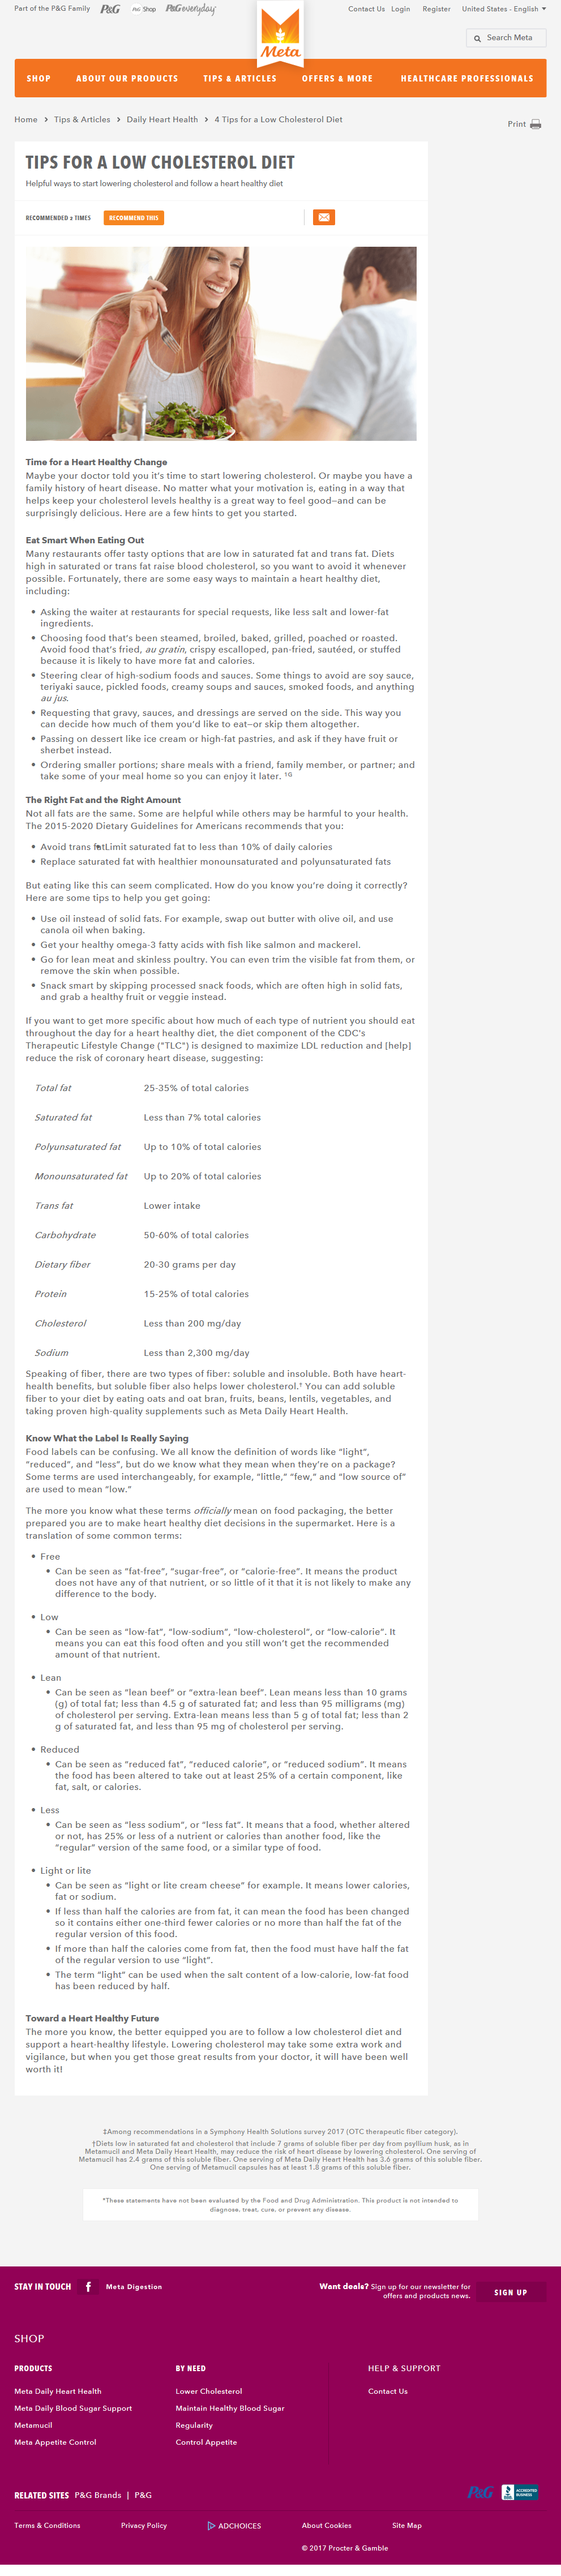 Part of the P&G Family P&G P&G Shop P&G everyday
Contact Us Login Register United States - English
Meta
Search Meta
SHOP ABOUT OUR PRODUCTS TIPS & ARTICLES OFFERS & MORE HEALTHCARE PROFESSIONALS
Home > Tips & Articles > Daily Heart Health > 4 Tips for a Low Cholesterol Diet
Print
TIPS FOR A LOW CHOLESTEROL DIET
Helpful ways to start lowering cholesterol and follow a heart healthy diet
RECOMMENDED 2 TIMES RECOMMEND THIS
Time for a Heart Healthy Change
Maybe your doctor told you it's time to start lowering cholesterol. Or maybe you have a
family history of heart disease. No matter what your motivation is, eating in a way that
helps keep your cholesterol levels healthy is a great way to feel good—and can be
surprisingly delicious. Here are a few hints to get you started.
Eat Smart When Eating Out
Many restaurants offer tasty options that are low in saturated fat and trans fat. Diets
high in saturated or trans fat raise blood cholesterol, so you want to avoid it whenever
possible. Fortunately, there are some easy ways to maintain a heart healthy diet,
including:
• Asking the waiter at restaurants for special requests, like less salt and lower-fat
ingredients.
• Choosing food that's been steamed, broiled, baked, grilled, poached or roasted.
Avoid food that's fried, au gratin, crispy escalloped, pan-fried, sautéed, or stuffed
because it is likely to have more fat and calories.
• Steering clear of high-sodium foods and sauces. Some things to avoid are soy sauce,
teriyaki sauce, pickled foods, creamy soups and sauces, smoked foods, and anything
au jus.
• Requesting that gravy, sauces, and dressings are served on the side. This way you
can decide how much of them you'd like to eat—or skip them altogether.
• Passing on dessert like ice cream or high-fat pastries, and ask if they have fruit or
sherbet instead.
• Ordering smaller portions; share meals with a friend, family member, or partner; and
take some of your meal home so you can enjoy it later. 1G
The Right Fat and the Right Amount
Not all fats are the same. Some are helpful while others may be harmful to your health.
The 2015-2020 Dietary Guidelines for Americans recommends that you:
• Avoid trans fat•Limit saturated fat to less than 10% of daily calories
• Replace saturated fat with healthier monounsaturated and polyunsaturated fats
But eating like this can seem complicated. How do you know you're doing it correctly?
Here are some tips to help you get going:
• Use oil instead of solid fats. For example, swap out butter with olive oil, and use
canola oil when baking.
• Get your healthy omega-3 fatty acids with fish like salmon and mackerel.
• Go for lean meat and skinless poultry. You can even trim the visible fat from them, or
remove the skin when possible.
• Snack smart by skipping processed snack foods, which are often high in solid fats,
and grab a healthy fruit or veggie instead.
If you want to get more specific about how much of each type of nutrient you should eat
throughout the day for a heart healthy diet, the diet component of the CDC's
Therapeutic Lifestyle Change ("TLC") is designed to maximize LDL reduction and [help]
reduce the risk of coronary heart disease, suggesting:
Total fat 25-35% of total calories
Saturated fat Less than 7% total calories
Polyunsaturated fat Up to 10% of total calories
Monounsaturated fat Up to 20% of total calories
Trans fat Lower intake
Carbohydrate 50-60% of total calories
Dietary fiber 20-30 grams per day
Protein 15-25% of total calories
Cholesterol Less than 200 mg/day
Sodium Less than 2,300 mg/day
Speaking of fiber, there are two types of fiber: soluble and insoluble. Both have heart-
health benefits, but soluble fiber also helps lower cholesterol.† You can add soluble
fiber to your diet by eating oats and oat bran, fruits, beans, lentils, vegetables, and
taking proven high-quality supplements such as Meta Daily Heart Health.
Know What the Label Is Really Saying
Food labels can be confusing. We all know the definition of words like "light",
"reduced", and "less", but do we know what they mean when they're on a package?
Some terms are used interchangeably, for example, "little," "few," and "low source of"
are used to mean "low."
The more you know what these terms officially mean on food packaging, the better
prepared you are to make heart healthy diet decisions in the supermarket. Here is a
translation of some common terms:
• Free
• Can be seen as "fat-free", "sugar-free", or "calorie-free". It means the product
does not have any of that nutrient, or so little of it that it is not likely to make any
difference to the body.
• Low
• Can be seen as "low-fat", "low-sodium", "low-cholesterol", or "low-calorie". It
means you can eat this food often and you still won't get the recommended
amount of that nutrient.
• Lean
• Can be seen as "lean beef" or "extra-lean beef". Lean means less than 10 grams
(g) of total fat; less than 4.5 g of saturated fat; and less than 95 milligrams (mg)
of cholesterol per serving. Extra-lean means less than 5 g of total fat; less than 2
g of saturated fat, and less than 95 mg of cholesterol per serving.
• Reduced
• Can be seen as "reduced fat", "reduced calorie", or "reduced sodium". It means
the food has been altered to take out at least 25% of a certain component, like
fat, salt, or calories.
• Less
• Can be seen as "less sodium", or "less fat". It means that a food, whether altered
or not, has 25% or less of a nutrient or calories than another food, like the
"regular" version of the same food, or a similar type of food.
• Light or lite
• Can be seen as "light or lite cream cheese" for example. It means lower calories,
fat or sodium.
• If less than half the calories are from fat, it can mean the food has been changed
so it contains either one-third fewer calories or no more than half the fat of the
regular version of this food.
• If more than half the calories come from fat, then the food must have half the fat
of the regular version to use "light".
• The term "light" can be used when the salt content of a low-calorie, low-fat food
has been reduced by half.
Toward a Heart Healthy Future
The more you know, the better equipped you are to follow a low cholesterol diet and
support a heart-healthy lifestyle. Lowering cholesterol may take some extra work and
vigilance, but when you get those great results from your doctor, it will have been well
worth it!
‡Among recommendations in a Symphony Health Solutions survey 2017 (OTC therapeutic fiber category).
†Diets low in saturated fat and cholesterol that include 7 grams of soluble fiber per day from psyllium husk, as in
Metamucil and Meta Daily Heart Health, may reduce the risk of heart disease by lowering cholesterol. One serving of
Metamucil has 2.4 grams of this soluble fiber. One serving of Meta Daily Heart Health has 3.6 grams of this soluble fiber.
One serving of Metamucil capsules has at least 1.8 grams of this soluble fiber.
*These statements have not been evaluated by the Food and Drug Administration. This product is not intended to
diagnose, treat, cure, or prevent any disease.
STAY IN TOUCH f Meta Digestion
Want deals? Sign up for our newsletter for
offers and products news.
SIGN UP
SHOP
PRODUCTS BY NEED HELP & SUPPORT
Meta Daily Heart Health Lower Cholesterol Contact Us
Meta Daily Blood Sugar Support Maintain Healthy Blood Sugar
Metamucil Regularity
Meta Appetite Control Control Appetite
RELATED SITES P&G Brands | P&G
P&G BBB ACCREDITED BUSINESS
Terms & Conditions Privacy Policy ADCHOICES About Cookies Site Map
© 2017 Procter & Gamble